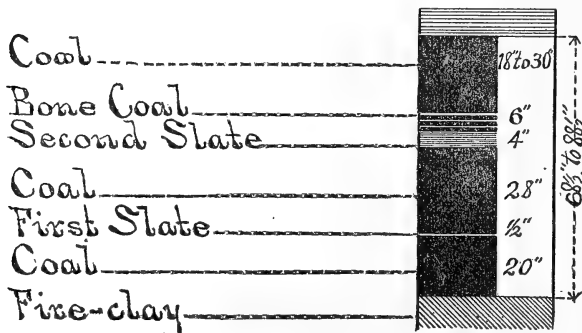 Coal 18" to 30"
Bone Coal 6"
Second Slate 4"
Coal 28"
First Slate ½"
Coal 20"
Fire-clay
68½" to 88½"